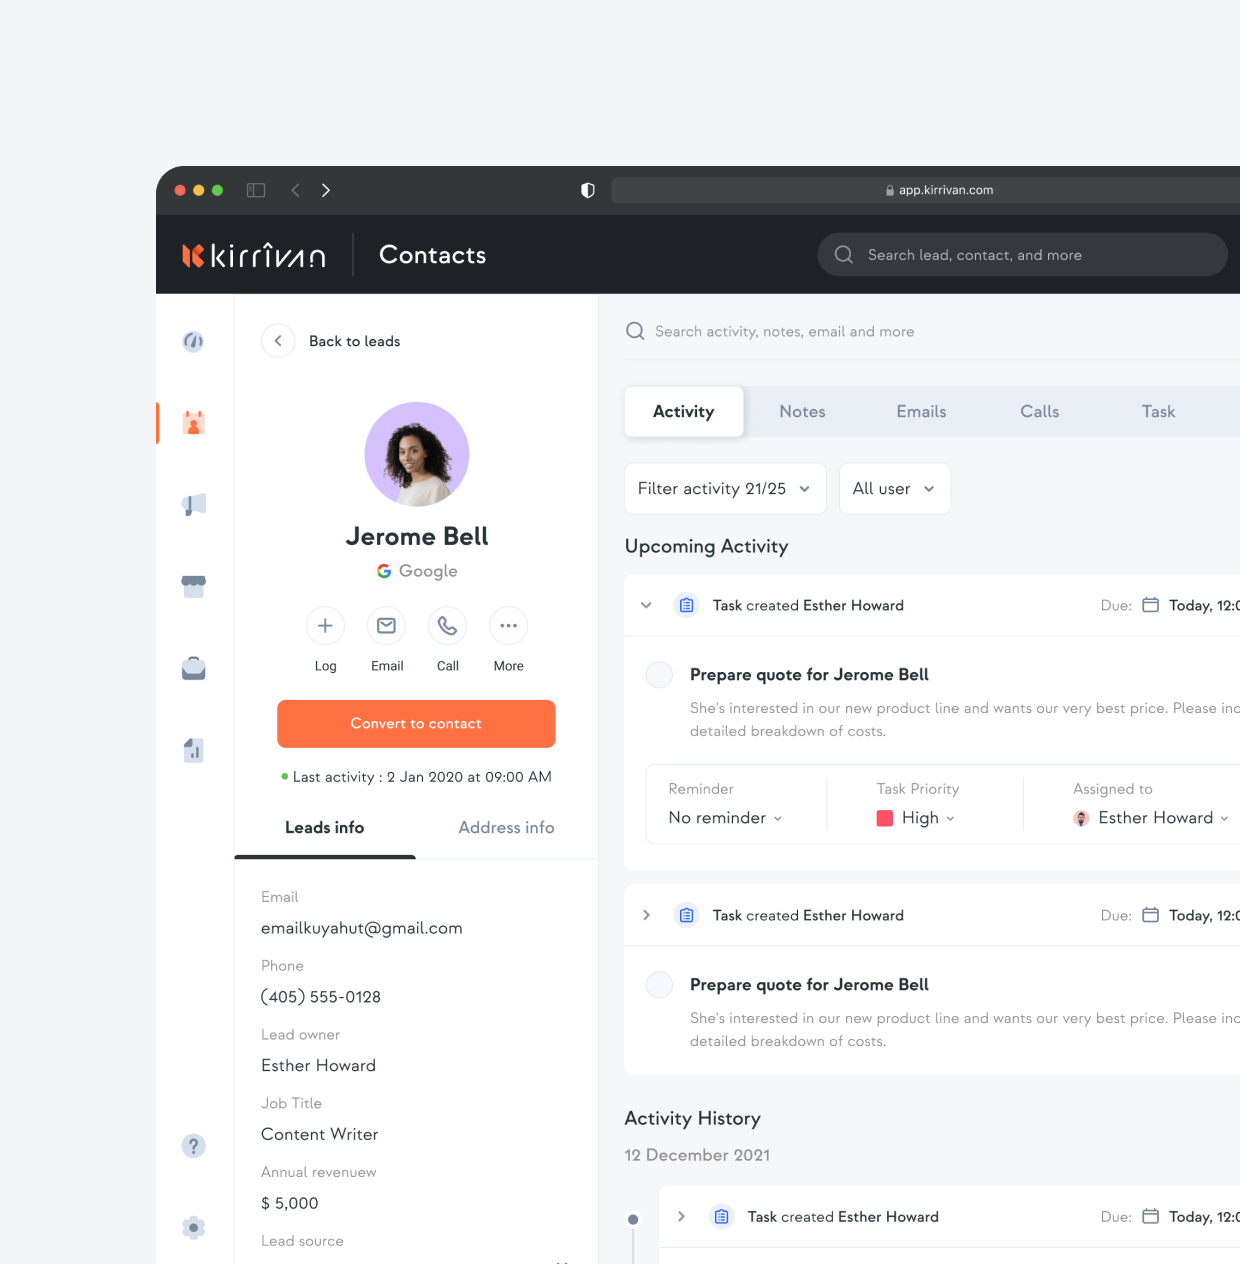 app.kirrivan.com
kirrîvan
Contacts
Search lead, contact, and more
Back to leads
Jerome Bell
Google
Log Email Call More
Convert to contact
Last activity : 2 Jan 2020 at 09:00 AM
Leads info Address info
Email
emailkuyahut@gmail.com
Phone
(405) 555-0128
Lead owner
Esther Howard
Job Title
Content Writer
Annual revenuew
$ 5,000
Lead source
Search activity, notes, email and more
Activity Notes Emails Calls Task
Filter activity 21/25 All user
Upcoming Activity
Task created Esther Howard Due: Today, 12:0
Prepare quote for Jerome Bell
She's interested in our new product line and wants our very best price. Please inc
detailed breakdown of costs.
Reminder Task Priority Assigned to
No reminder High Esther Howard
Task created Esther Howard Due: Today, 12:0
Prepare quote for Jerome Bell
She's interested in our new product line and wants our very best price. Please inc
detailed breakdown of costs.
Activity History
12 December 2021
Task created Esther Howard Due: Today, 12:0